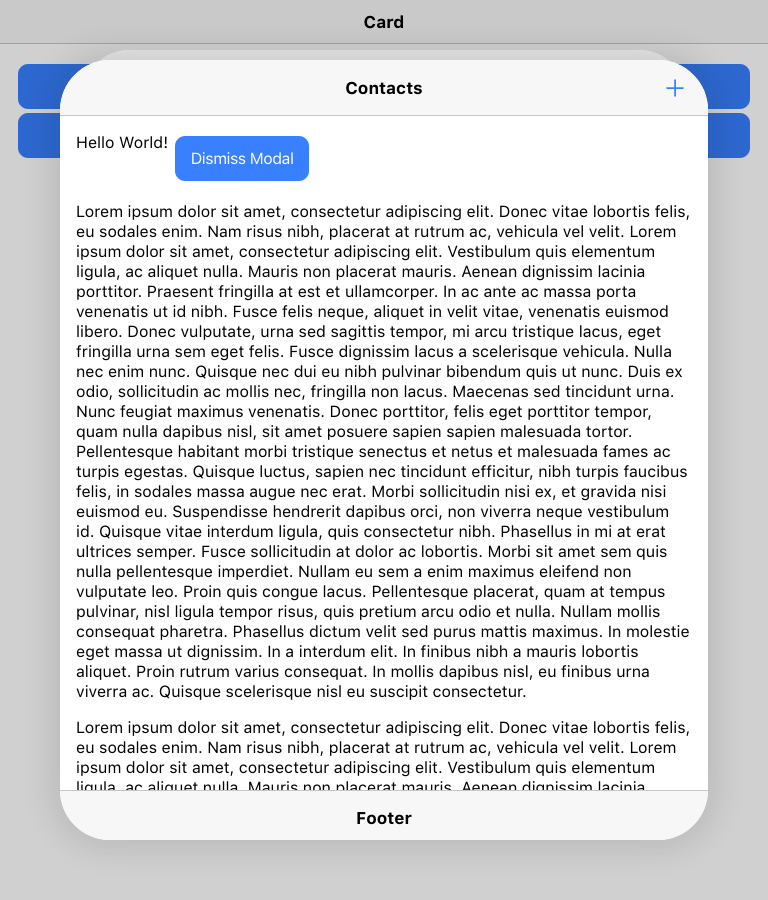 Card
Contacts
Hello World!
Dismiss Modal
Lorem ipsum dolor sit amet, consectetur adipiscing elit. Donec vitae lobortis felis,
eu sodales enim. Nam risus nibh, placerat at rutrum ac, vehicula vel velit. Lorem
ipsum dolor sit amet, consectetur adipiscing elit. Vestibulum quis elementum
ligula, ac aliquet nulla. Mauris non placerat mauris. Aenean dignissim lacinia
porttitor. Praesent fringilla at est et ullamcorper. In ac ante ac massa porta
venenatis ut id nibh. Fusce felis neque, aliquet in velit vitae, venenatis euismod
libero. Donec vulputate, urna sed sagittis tempor, mi arcu tristique lacus, eget
fringilla urna sem eget felis. Fusce dignissim lacus a scelerisque vehicula. Nulla
nec enim nunc. Quisque nec dui eu nibh pulvinar bibendum quis ut nunc. Duis ex
odio, sollicitudin ac mollis nec, fringilla non lacus. Maecenas sed tincidunt urna.
Nunc feugiat maximus venenatis. Donec porttitor, felis eget porttitor tempor,
quam nulla dapibus nisl, sit amet posuere sapien sapien malesuada tortor.
Pellentesque habitant morbi tristique senectus et netus et malesuada fames ac
turpis egestas. Quisque luctus, sapien nec tincidunt efficitur, nibh turpis faucibus
felis, in sodales massa augue nec erat. Morbi sollicitudin nisi ex, et gravida nisi
euismod eu. Suspendisse hendrerit dapibus orci, non viverra neque vestibulum
id. Quisque vitae interdum ligula, quis consectetur nibh. Phasellus in mi at erat
ultrices semper. Fusce sollicitudin at dolor ac lobortis. Morbi sit amet sem quis
nulla pellentesque imperdiet. Nullam eu sem a enim maximus eleifend non
vulputate leo. Proin quis congue lacus. Pellentesque placerat, quam at tempus
pulvinar, nisl ligula tempor risus, quis pretium arcu odio et nulla. Nullam mollis
consequat pharetra. Phasellus dictum velit sed purus mattis maximus. In molestie
eget massa ut dignissim. In a interdum elit. In finibus nibh a mauris lobortis
aliquet. Proin rutrum varius consequat. In mollis dapibus nisl, eu finibus urna
viverra ac. Quisque scelerisque nisl eu suscipit consectetur.
Lorem ipsum dolor sit amet, consectetur adipiscing elit. Donec vitae lobortis felis,
eu sodales enim. Nam risus nibh, placerat at rutrum ac, vehicula vel velit. Lorem
ipsum dolor sit amet, consectetur adipiscing elit. Vestibulum quis elementum
ligula, ac aliquet nulla. Mauris non placerat mauris. Aenean dignissim lacinia
Footer